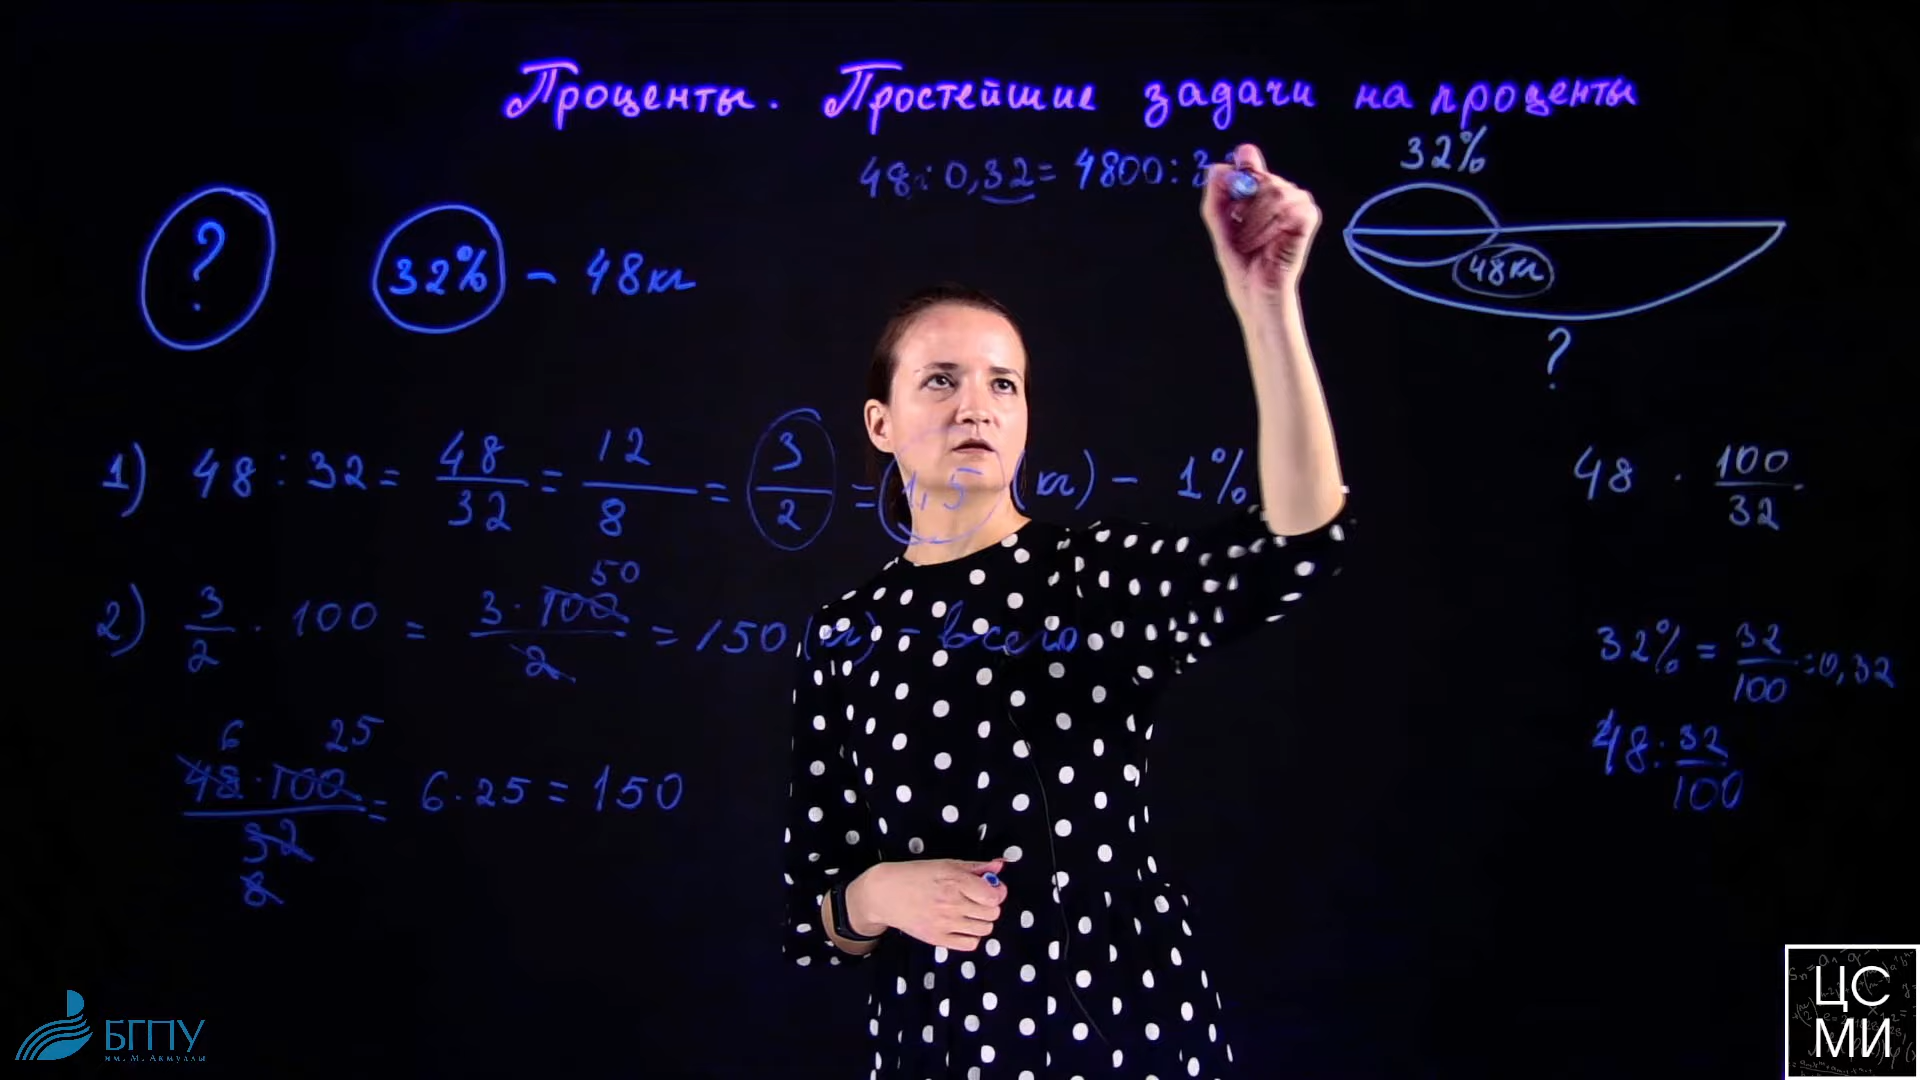 Проценты. Простейшие задачи на проценты
48 : 0,32 = 4800 : 3
32%
?
32% - 48кг
48кг
?
1) 48 : 32 = 48/32 = 12/8 = 3/2 = 1,5 (кг) - 1%
48 · 100/32
50
2) 3/2 · 100 = 3 · 100/2 = 150 (кг) - всего
32% = 32/100 = 0,32
6 25
48 · 100/32 = 6 · 25 = 150
8
48 : 32/100
БГПУ
им. М. Акмуллы
ЦС
МИ